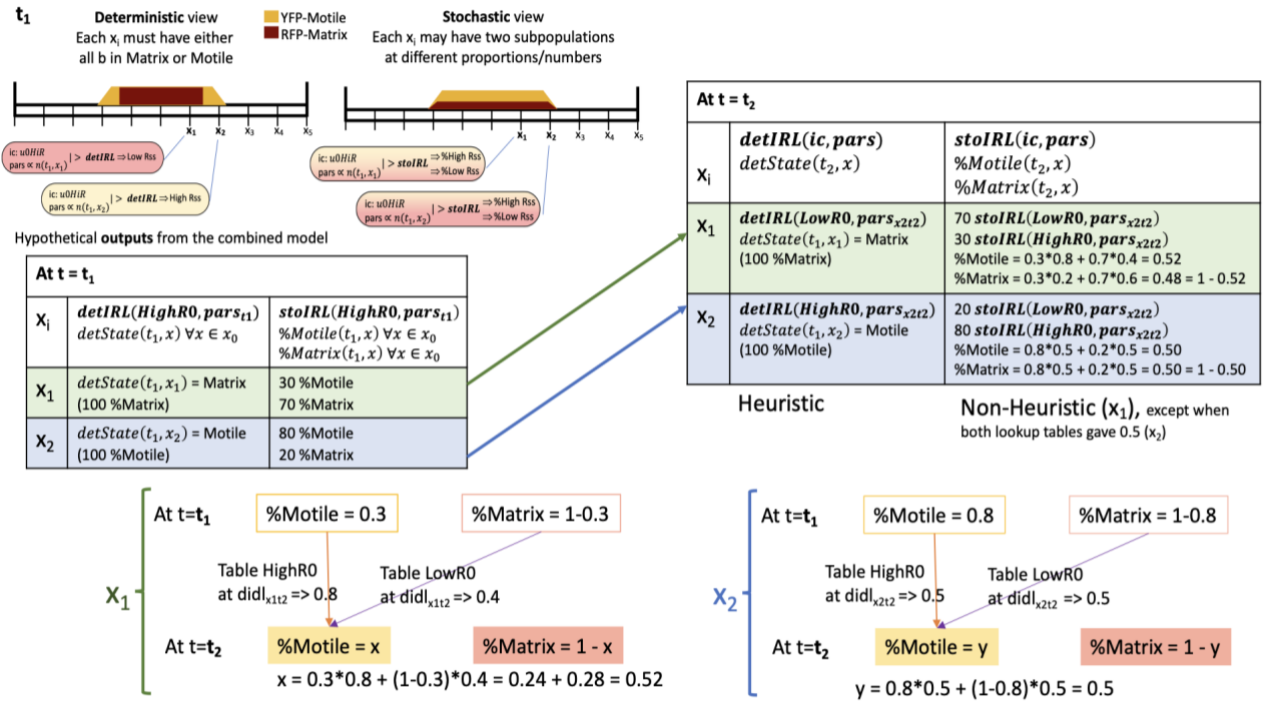 t₁
Deterministic view
Each xᵢ must have either
all b in Matrix or Motile
YFP-Motile
RFP-Matrix
Stochastic view
Each xᵢ may have two subpopulations
at different proportions/numbers
x₁ x₂ x₃ x₄ x₅
x₁ x₂ x₃ x₄ x₅
ic: u0HiR
pars ∝ n(t₁,x₁) |> detIRL ⇒ Low Rss
ic: u0HiR
pars ∝ n(t₁,x₂) |> detIRL ⇒ High Rss
ic: u0HiR
pars ∝ n(t₁,x₁) |> stoIRL ⇒ %High Rss
⇒ %Low Rss
ic: u0HiR
pars ∝ n(t₁,x₂) |> stoIRL ⇒ %High Rss
⇒ %Low Rss
Hypothetical outputs from the combined model
At t = t₁
Xᵢ
detIRL(HighR0, parsₜ₁)
detState(t₁, x) ∀x ∈ x₀
stoIRL(HighR0, parsₜ₁)
%Motile(t₁, x) ∀x ∈ x₀
%Matrix(t₁, x) ∀x ∈ x₀
X₁
detState(t₁, x₁) = Matrix
(100 %Matrix)
30 %Motile
70 %Matrix
X₂
detState(t₁, x₂) = Motile
(100 %Motile)
80 %Motile
20 %Matrix
At t = t₂
Xᵢ
detIRL(ic, pars)
detState(t₂, x)
stoIRL(ic, pars)
%Motile(t₂, x)
%Matrix(t₂, x)
X₁
detIRL(LowR0, parsₓ₂ₜ₂)
detState(t₁, x₁) = Matrix
(100 %Matrix)
70 stoIRL(LowR0, parsₓ₂ₜ₂)
30 stoIRL(HighR0, parsₓ₂ₜ₂)
%Motile = 0.3*0.8 + 0.7*0.4 = 0.52
%Matrix = 0.3*0.2 + 0.7*0.6 = 0.48 = 1 - 0.52
X₂
detIRL(HighR0, parsₓ₂ₜ₂)
detState(t₁, x₂) = Motile
(100 %Motile)
20 stoIRL(LowR0, parsₓ₂ₜ₂)
80 stoIRL(HighR0, parsₓ₂ₜ₂)
%Motile = 0.8*0.5 + 0.2*0.5 = 0.50
%Matrix = 0.8*0.5 + 0.2*0.5 = 0.50 = 1 - 0.50
Heuristic
Non-Heuristic (x₁), except when
both lookup tables gave 0.5 (x₂)
X₁
At t=t₁
%Motile = 0.3
%Matrix = 1-0.3
Table HighR0
at didIₓ₁ₜ₂ => 0.8
Table LowR0
at didIₓ₁ₜ₂ => 0.4
At t=t₂
%Motile = x
%Matrix = 1 - x
x = 0.3*0.8 + (1-0.3)*0.4 = 0.24 + 0.28 = 0.52
X₂
At t=t₁
%Motile = 0.8
%Matrix = 1-0.8
Table HighR0
at didIₓ₂ₜ₂ => 0.5
Table LowR0
at didIₓ₂ₜ₂ => 0.5
At t=t₂
%Motile = y
%Matrix = 1 - y
y = 0.8*0.5 + (1-0.8)*0.5 = 0.5